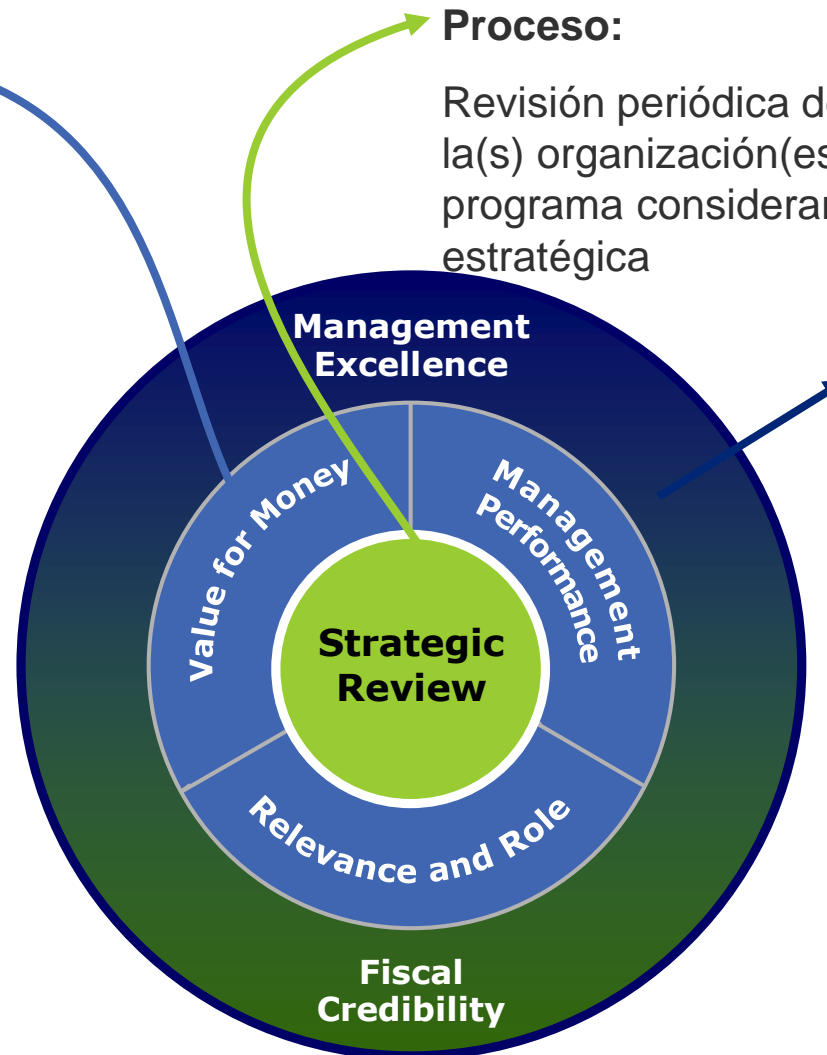 Proceso:
Revisión periódica de
la(s) organización(es
programa consideran
estratégica
Management
Excellence
Value for Money
Management
Performance
Strategic
Review
Relevance and Role
Fiscal
Credibility